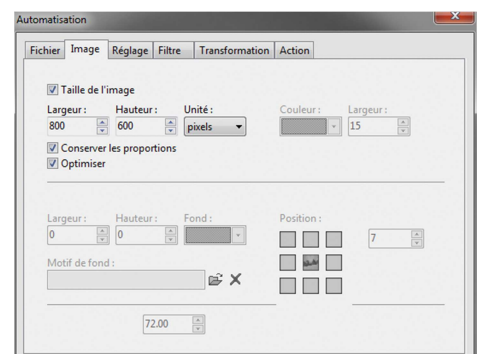 Automatisation
Fichier Image Réglage Filtre Transformation Action
Taille de l'image
Largeur : Hauteur : Unité : Couleur : Largeur :
800 600 pixels 15
Conserver les proportions
Optimiser
Largeur : Hauteur : Fond : Position :
0 0 7
Motif de fond :
72.00